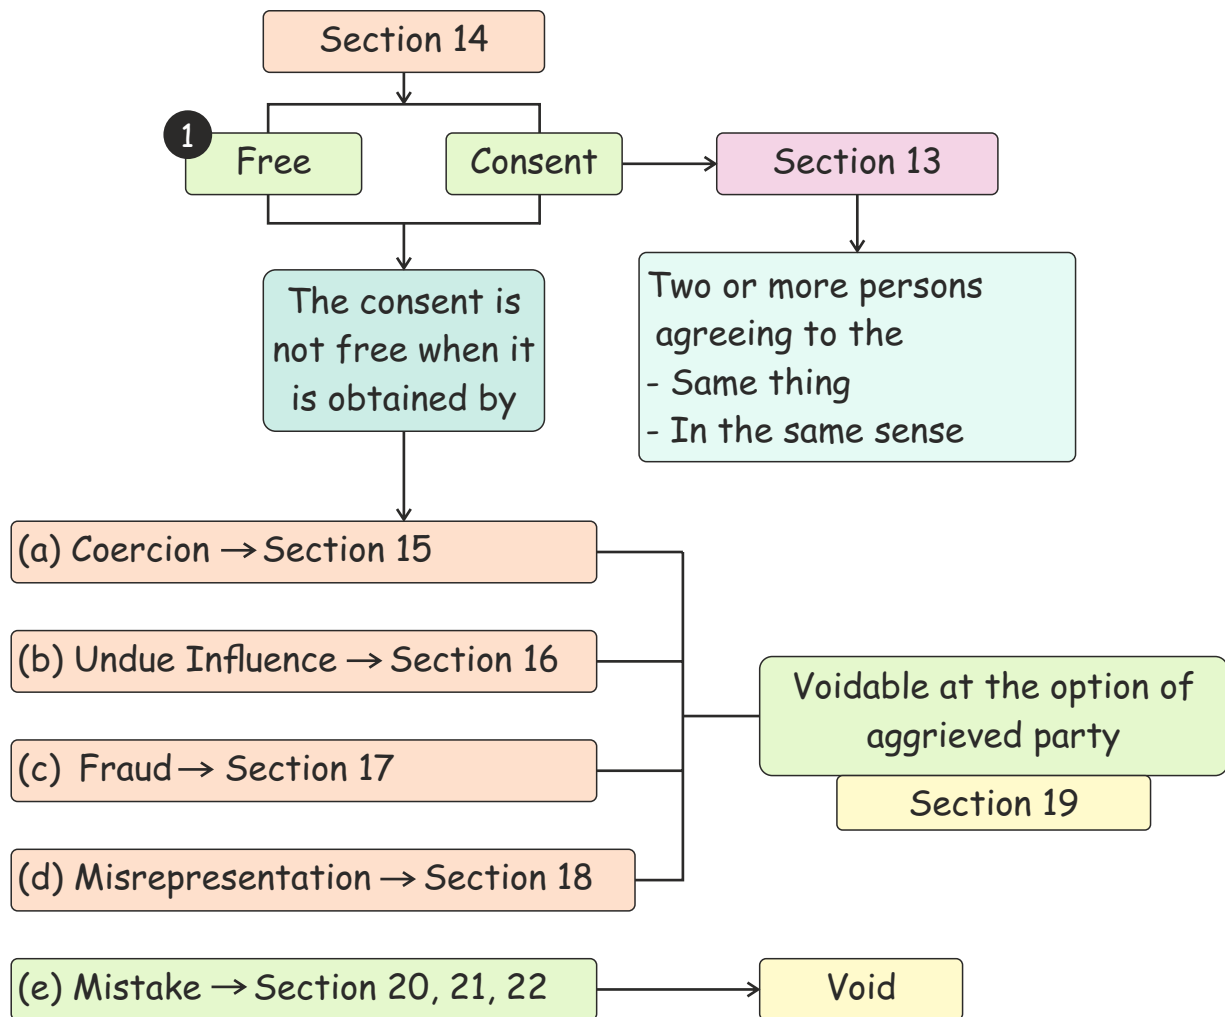 Section 14
1
Free
Consent
Section 13
The consent is
not free when it
is obtained by
Two or more persons
agreeing to the
- Same thing
- In the same sense
(a) Coercion → Section 15
(b) Undue Influence → Section 16
(c) Fraud → Section 17
(d) Misrepresentation → Section 18
Voidable at the option of
aggrieved party
Section 19
(e) Mistake → Section 20, 21, 22
Void